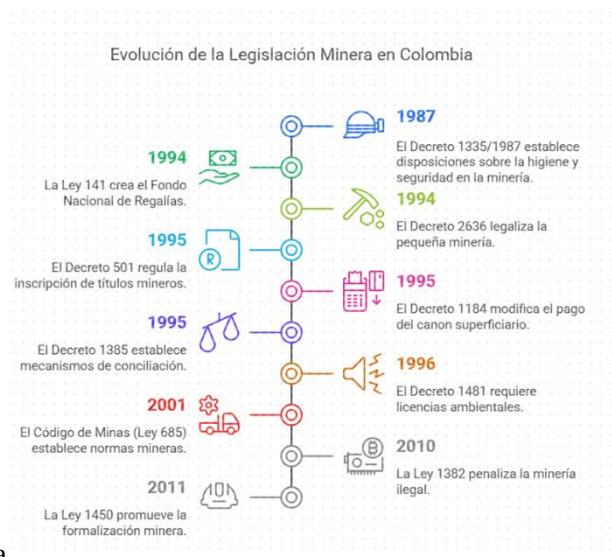 Evolución de la Legislación Minera en Colombia
1987
El Decreto 1335/1987 establece
disposiciones sobre la higiene y
seguridad en la minería.
1994
La Ley 141 crea el Fondo
Nacional de Regalías.
1994
El Decreto 2636 legaliza la
pequeña minería.
1995
El Decreto 501 regula la
inscripción de títulos mineros.
R
1995
El Decreto 1184 modifica el pago
del canon superficiario.
1995
El Decreto 1385 establece
mecanismos de conciliación.
1996
El Decreto 1481 requiere
licencias ambientales.
2001
El Código de Minas (Ley 685)
establece normas mineras.
2010
La Ley 1382 penaliza la minería
ilegal.
2011
La Ley 1450 promueve la
formalización minera.